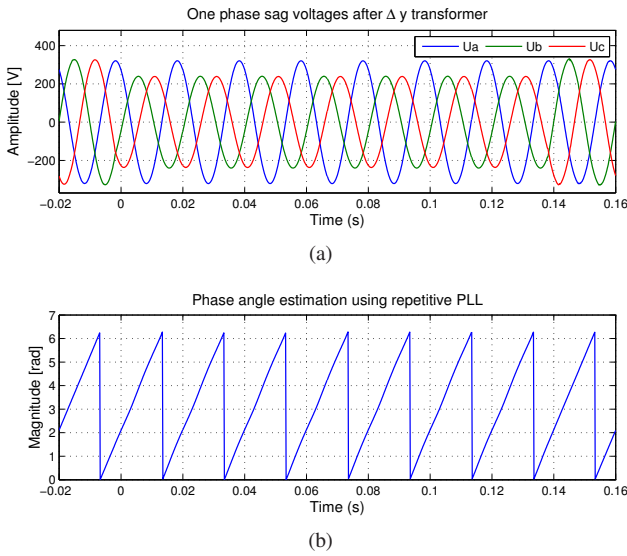 One phase sag voltages after Δ y transformer
400
200
0
−200
Amplitude [V]
Ua Ub Uc
−0.02 0 0.02 0.04 0.06 0.08 0.1 0.12 0.14 0.16
Time (s)
(a)
Phase angle estimation using repetitive PLL
7
6
5
4
3
2
1
0
Magnitude [rad]
−0.02 0 0.02 0.04 0.06 0.08 0.1 0.12 0.14 0.16
Time (s)
(b)